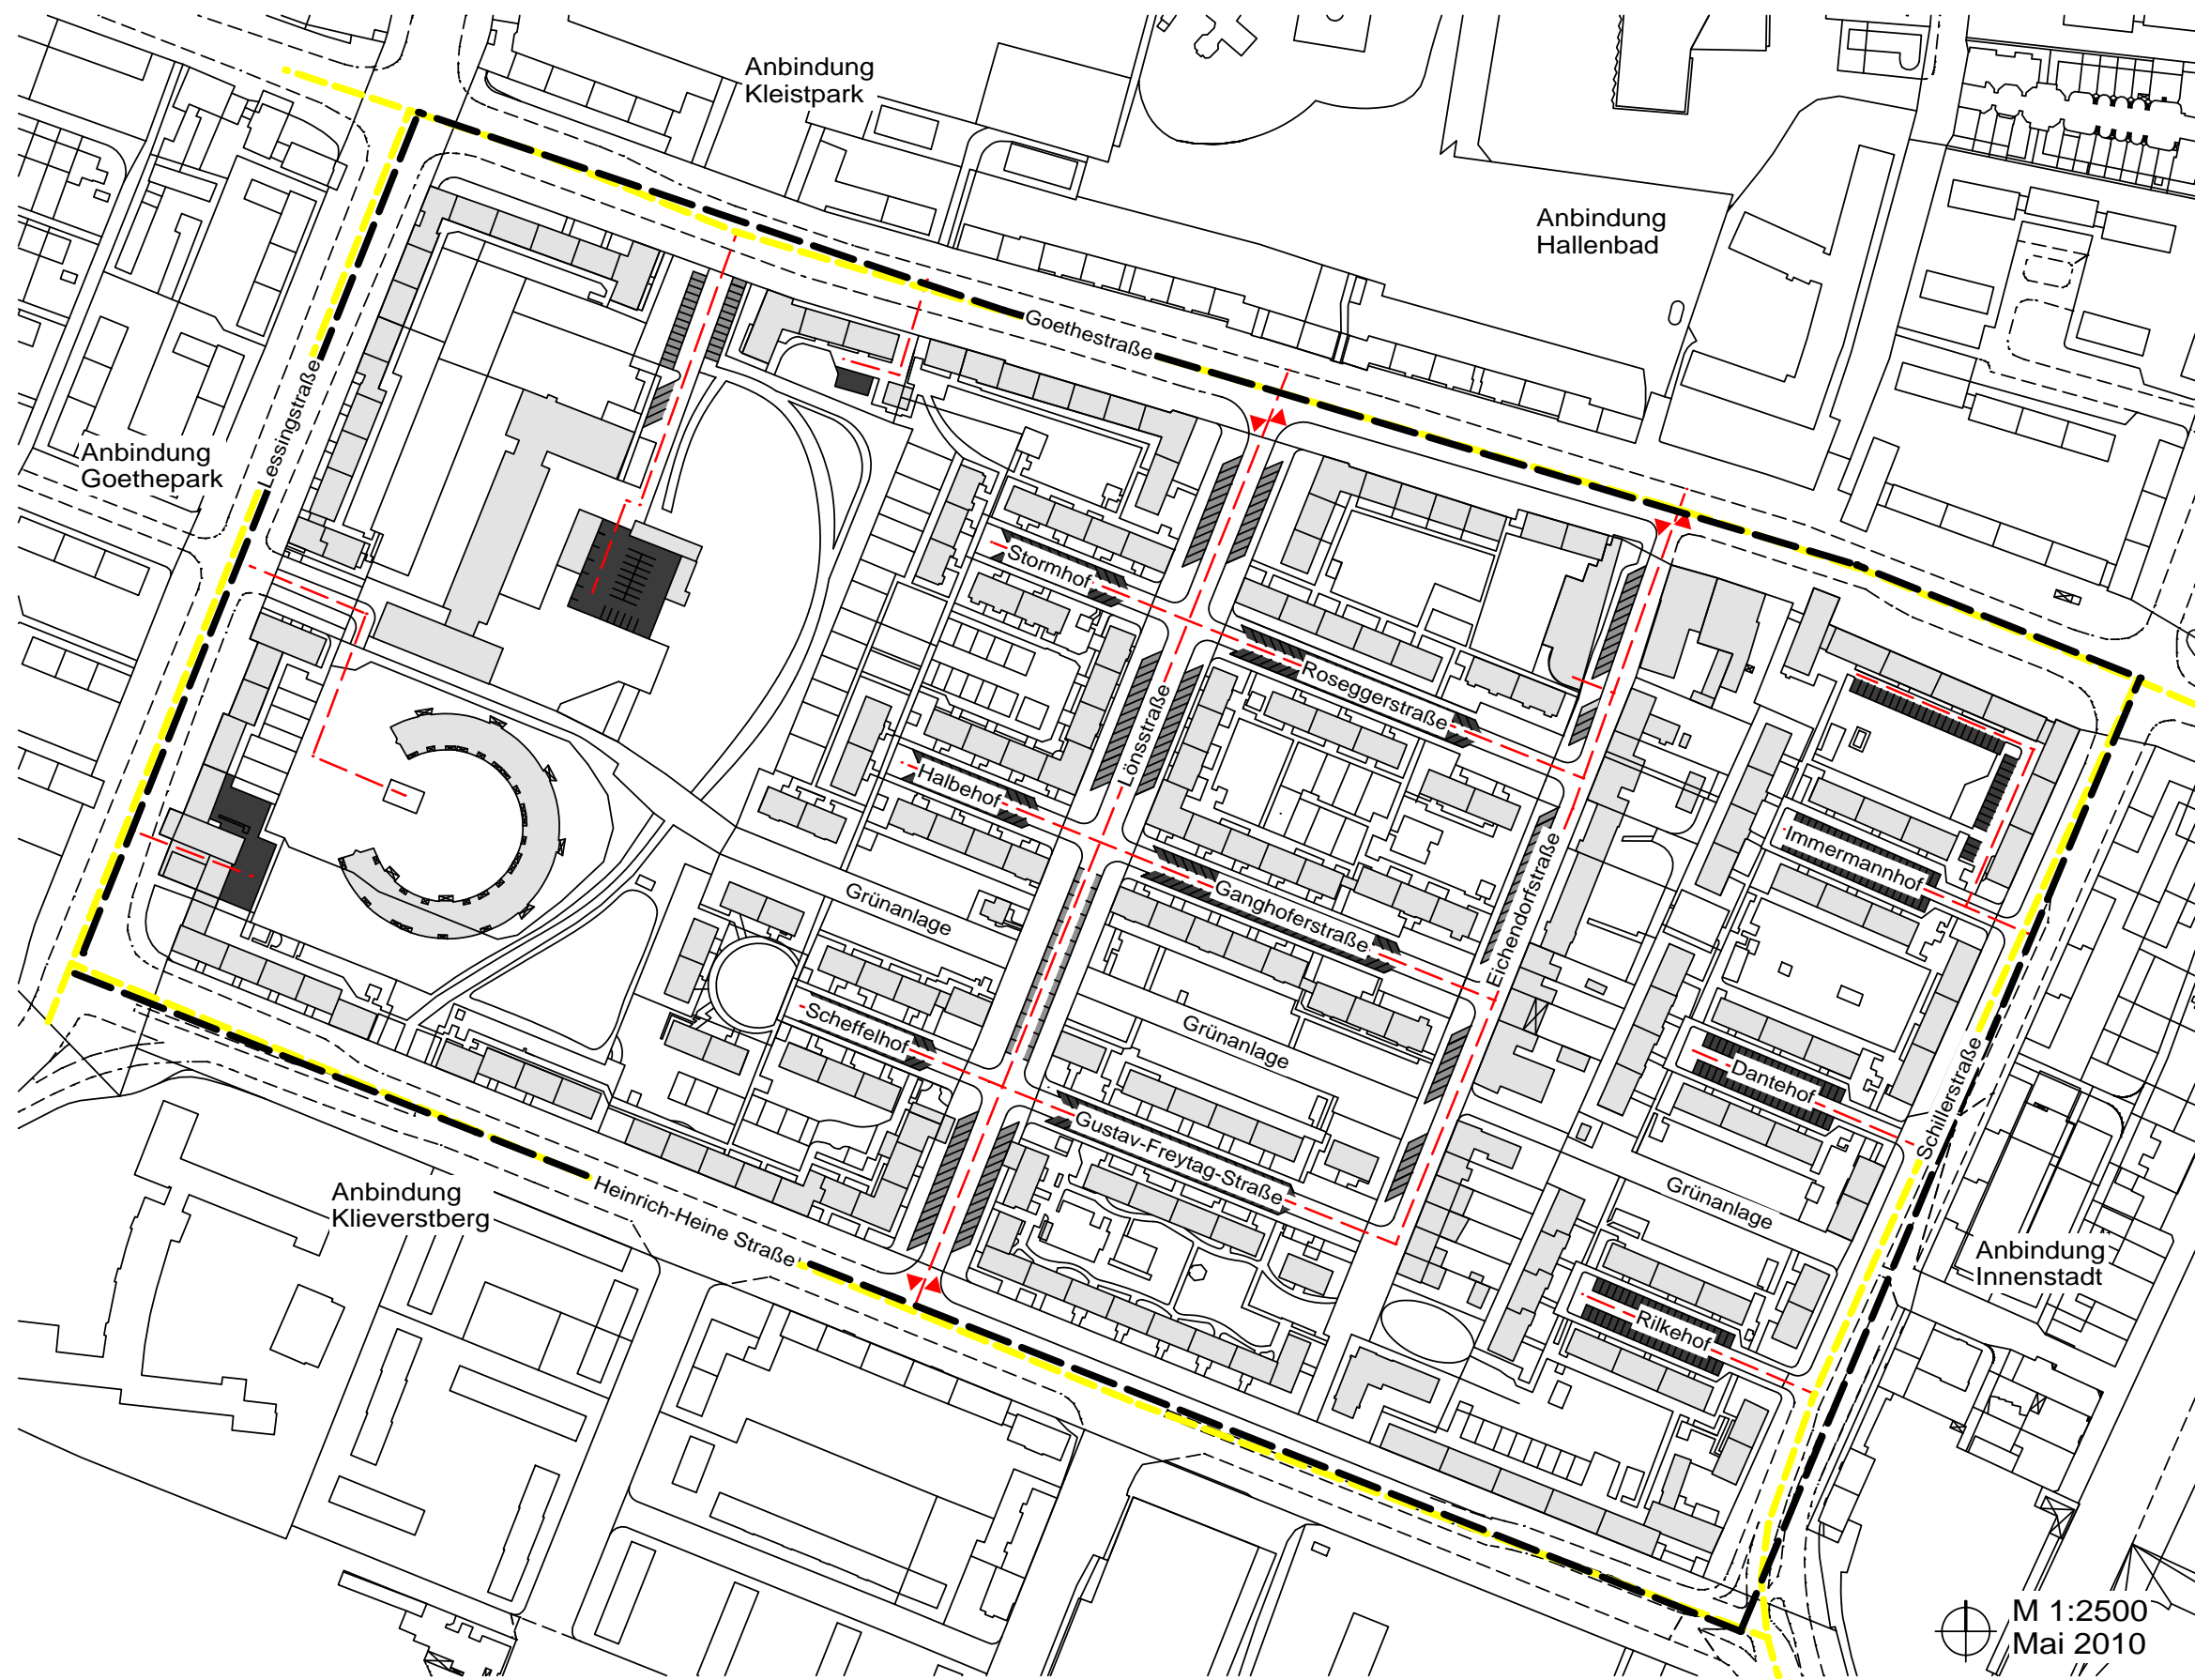 Anbindung
Kleistpark
Anbindung
Hallenbad
Goethestraße
Lessingstraße
Anbindung
Goethepark
Stormhof
Roseggerstraße
Lönsstraße
Halbehof
Eichendorfstraße
Immermannhof
Grünanlage
Ganghoferstraße
Scheffelhof
Grünanlage
Dantehof
Schillerstraße
Gustav-Freytag-Straße
Anbindung
Klieverstberg
Heinrich-Heine Straße
Grünanlage
Anbindung
Innenstadt
Rilkehof
M 1:2500
Mai 2010